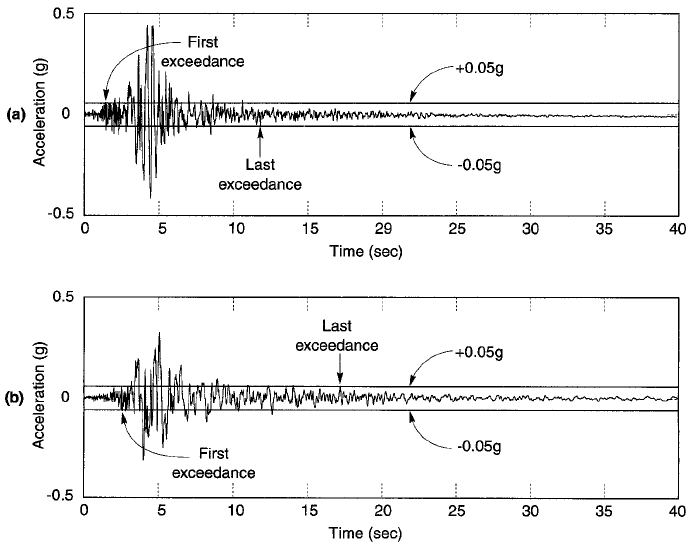 0.5
First
exceedance
+0.05g
(a)
Acceleration (g)
0
Last
exceedance
-0.05g
-0.5
0 5 10 15 29 25 30 35 40
Time (sec)
0.5
Last
exceedance
+0.05g
(b)
Acceleration (g)
0
First
exceedance
-0.05g
-0.5
0 5 10 15 20 25 30 35 40
Time (sec)